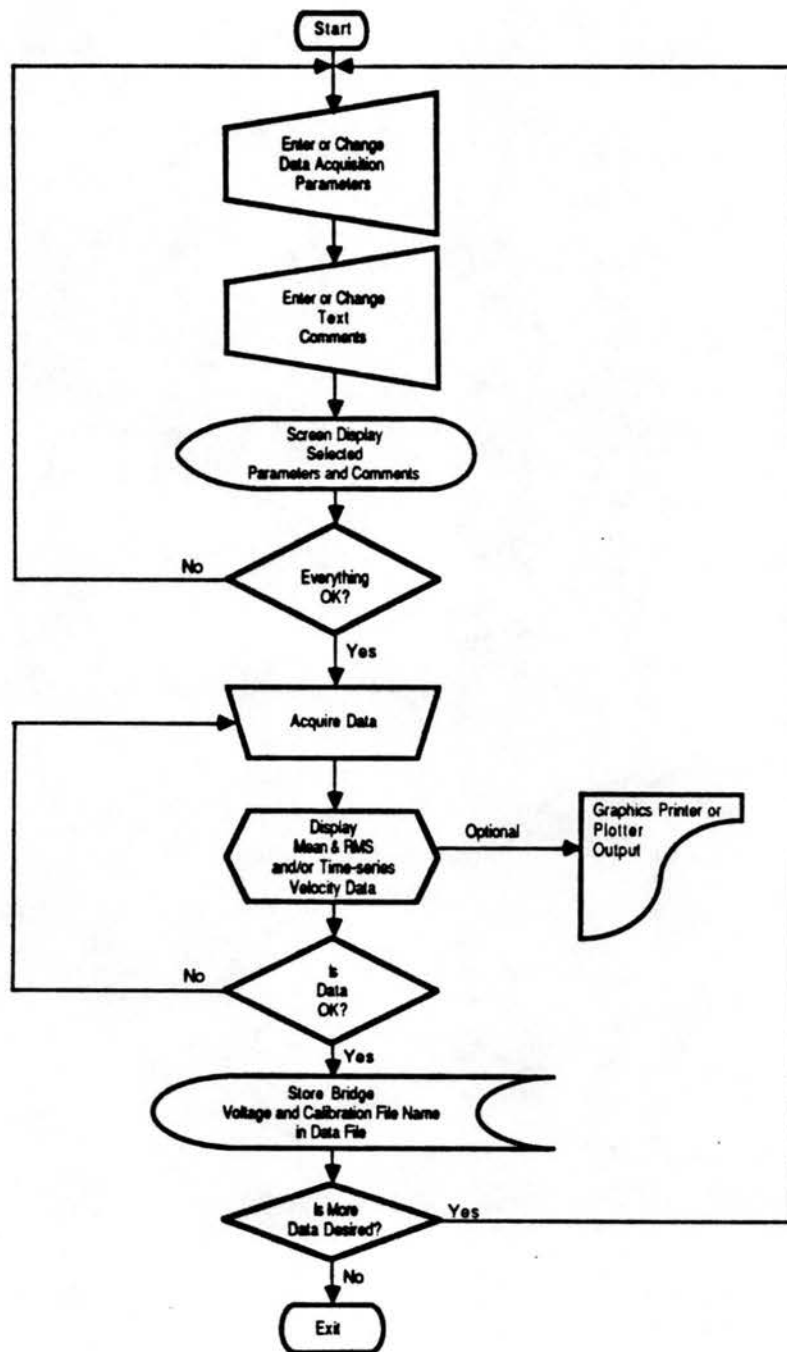 Start
Enter or Change
Data Acquisition
Parameters
Enter or Change
Text
Comments
Screen Display
Selected
Parameters and Comments
No
Everything
OK?
Yes
Acquire Data
Display
Mean & RMS
and/or Time-series
Velocity Data
Optional
Graphics Printer or
Plotter
Output
No
Is
Data
OK?
Yes
Store Bridge
Voltage and Calibration File Name
in Data File
Is More
Data Desired?
Yes
No
Exit